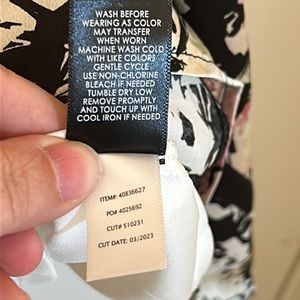 WASH BEFORE
WEARING AS COLOR
MAY TRANSFER
WHEN WORN
MACHINE WASH COLD
WITH LIKE COLORS
GENTLE CYCLE
USE NON-CHLORINE
BLEACH IF NEEDED
TUMBLE DRY LOW
REMOVE PROMPTLY
AND TOUCH UP WITH
COOL IRON IF NEEDED
ITEM#: 40836627
PO# 4025692
CUT# 510231
CUT DATE: 03/2023